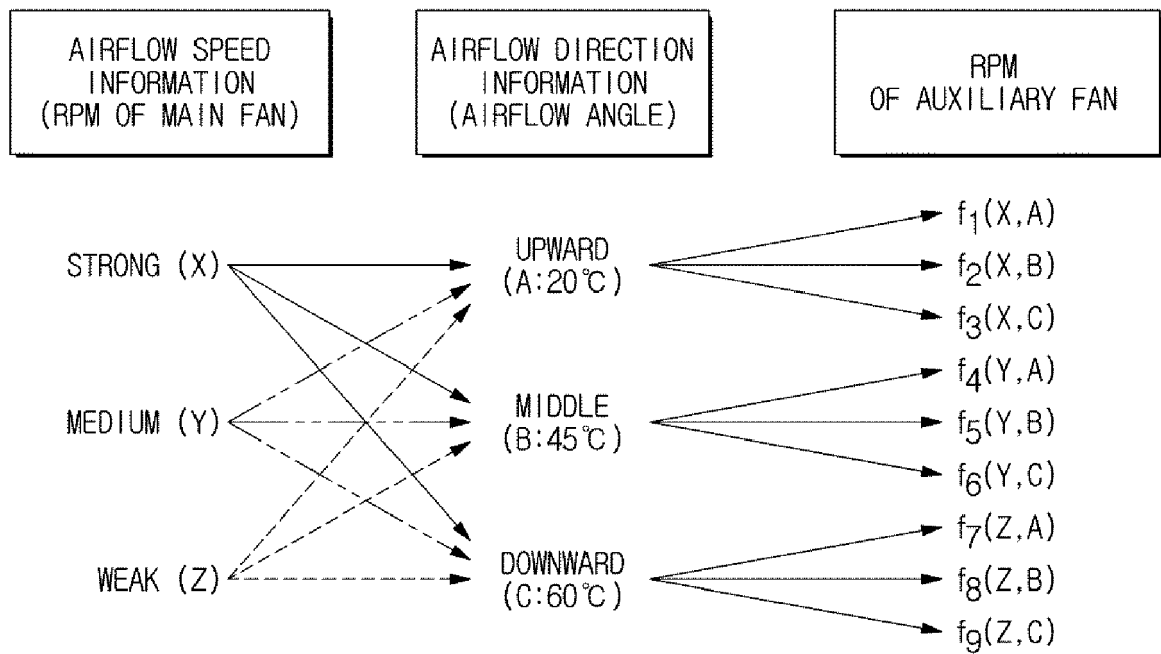 AIRFLOW SPEED
INFORMATION
(RPM OF MAIN FAN)
AIRFLOW DIRECTION
INFORMATION
(AIRFLOW ANGLE)
RPM
OF AUXILIARY FAN
STRONG (X)
MEDIUM (Y)
WEAK (Z)
UPWARD
(A:20℃)
MIDDLE
(B:45℃)
DOWNWARD
(C:60℃)
f1(X,A)
f2(X,B)
f3(X,C)
f4(Y,A)
f5(Y,B)
f6(Y,C)
f7(Z,A)
f8(Z,B)
f9(Z,C)